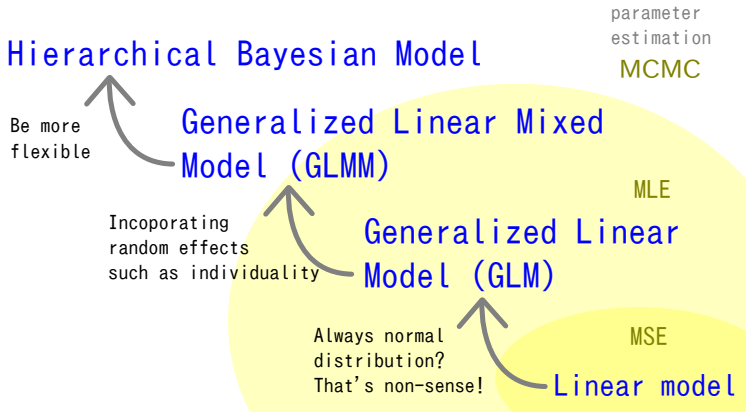 parameter
estimation
MCMC
Hierarchical Bayesian Model
Be more
flexible
Generalized Linear Mixed
Model (GLMM)
MLE
Incoporating
random effects
such as individuality
Generalized Linear
Model (GLM)
Always normal
distribution?
That's non-sense!
MSE
Linear model